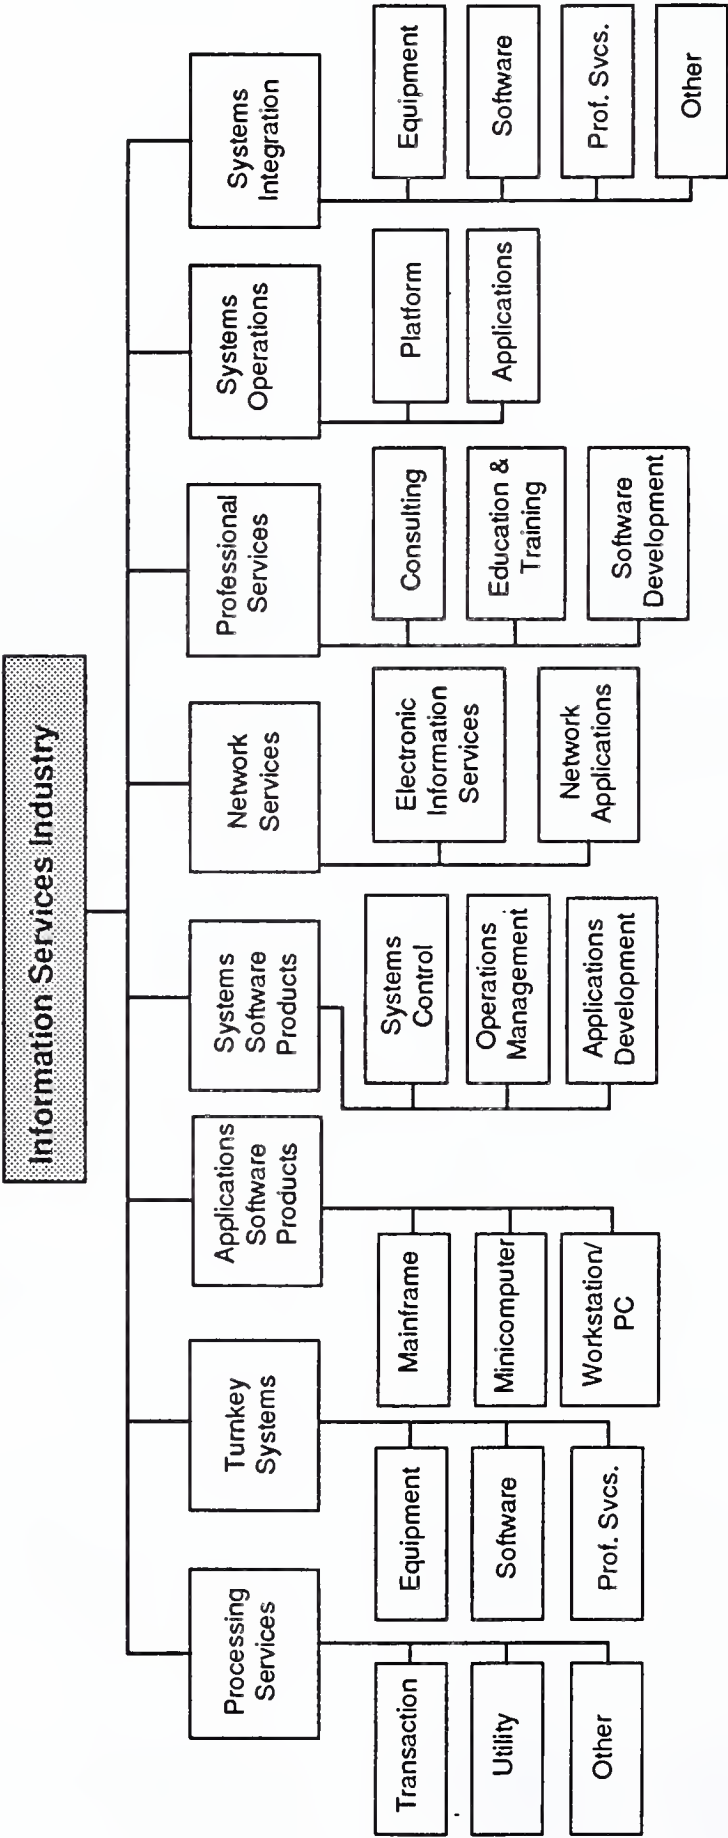 Information Services Industry
Processing
Services
Transaction
Utility
Other
Turnkey
Systems
Equipment
Software
Prof. Svcs.
Applications
Software
Products
Mainframe
Minicomputer
Workstation/
PC
Systems
Software
Products
Systems
Control
Operations
Management
Applications
Development
Network
Services
Electronic
Information
Services
Network
Applications
Professional
Services
Consulting
Education &
Training
Software
Development
Systems
Operations
Platform
Applications
Systems
Integration
Equipment
Software
Prof. Svcs.
Other